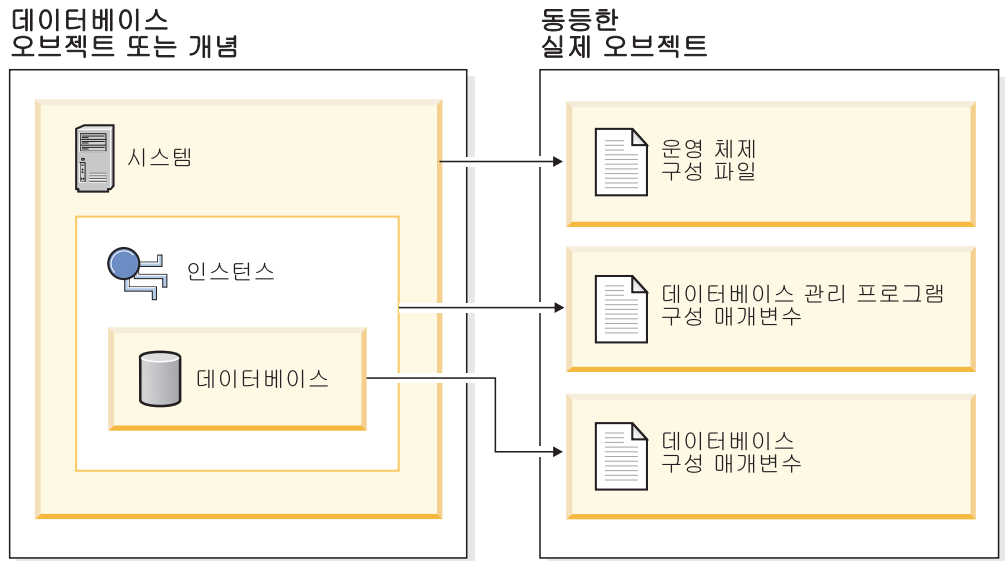 데이터베이스
오브젝트 또는 개념
시스템
인스턴스
데이터베이스
동등한
실제 오브젝트
운영 체제
구성 파일
데이터베이스 관리 프로그램
구성 매개변수
데이터베이스
구성 매개변수